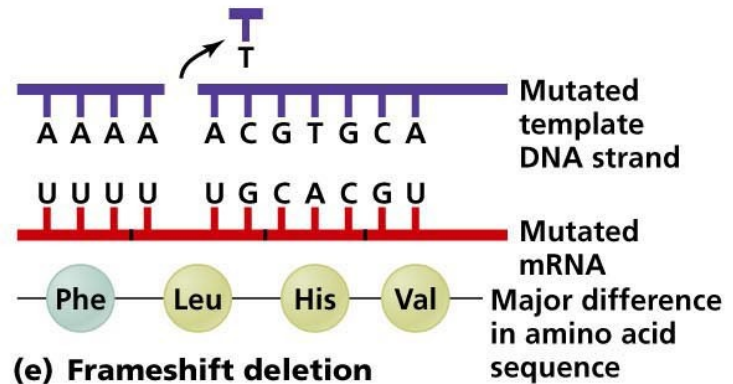 T
A A A A A C G T G C A
Mutated
template
DNA strand
U U U U U G C A C G U
Mutated
mRNA
Phe Leu His Val
Major difference
in amino acid
sequence
(e) Frameshift deletion